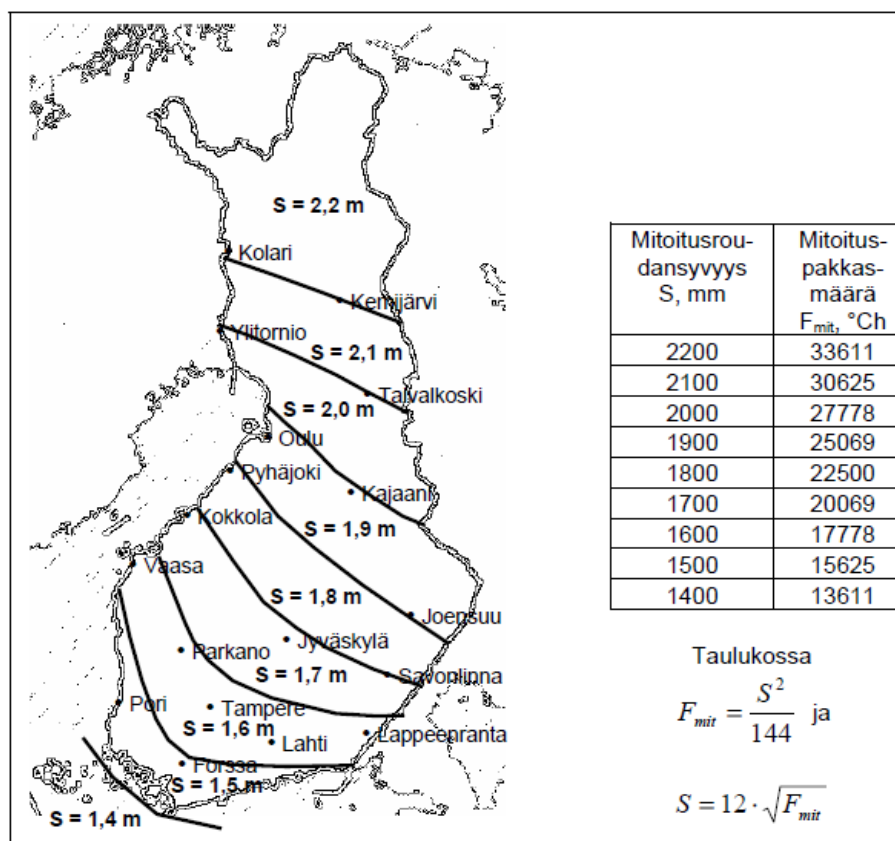 S = 2,2 m
Kolari
Kemijärvi
Ylitornio
S = 2,1 m
Taivalkoski
S = 2,0 m
Oulu
Pyhäjoki
Kajaani
Kokkola
S = 1,9 m
Vaasa
S = 1,8 m
Joensuu
Jyväskylä
Parkano
S = 1,7 m
Savonlinna
Pori
Tampere
S = 1,6 m
Lahti
Lappeenranta
Forssa
S = 1,5 m
S = 1,4 m
Mitoitusrou-
dansyvyys
S, mm
Mitoitus-
pakkas-
määrä
F_mit, °Ch
2200 33611
2100 30625
2000 27778
1900 25069
1800 22500
1700 20069
1600 17778
1500 15625
1400 13611
Taulukossa
F_mit = S²/144 ja
S = 12 · √F_mit